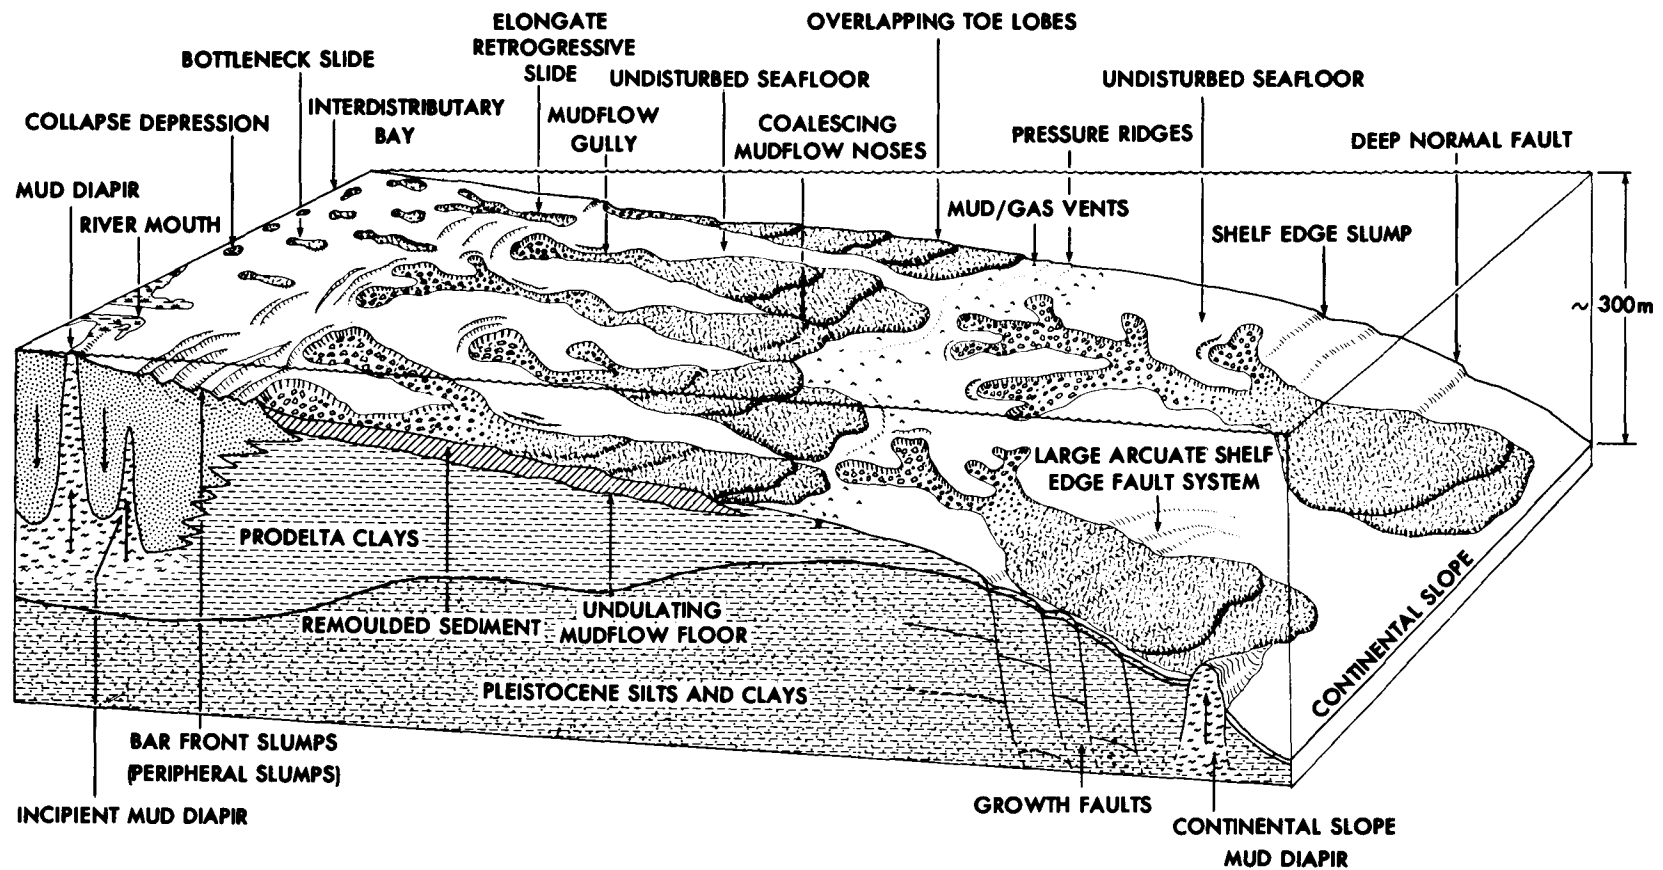 ELONGATE
RETROGRESSIVE
SLIDE
OVERLAPPING TOE LOBES
BOTTLENECK SLIDE
UNDISTURBED SEAFLOOR
UNDISTURBED SEAFLOOR
INTERDISTRIBUTARY
BAY
MUDFLOW
GULLY
COLLAPSE DEPRESSION
COALESCING
MUDFLOW NOSES
PRESSURE RIDGES
DEEP NORMAL FAULT
MUD DIAPIR
RIVER MOUTH
MUD/GAS VENTS
SHELF EDGE SLUMP
~ 300m
LARGE ARCUATE SHELF
EDGE FAULT SYSTEM
PRODELTA CLAYS
REMOULDED SEDIMENT
UNDULATING
MUDFLOW FLOOR
CONTINENTAL SLOPE
PLEISTOCENE SILTS AND CLAYS
BAR FRONT SLUMPS
(PERIPHERAL SLUMPS)
INCIPIENT MUD DIAPIR
GROWTH FAULTS
CONTINENTAL SLOPE
MUD DIAPIR